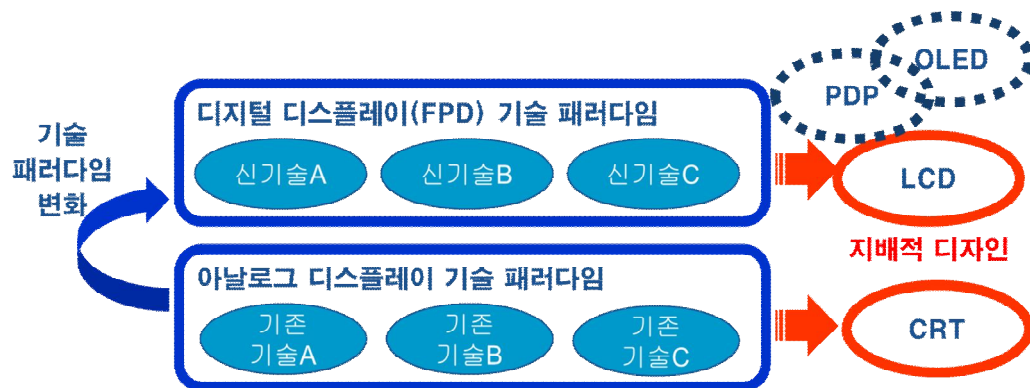 OLED
PDP
디지털 디스플레이(FPD) 기술 패러다임
기술
패러다임
변화
신기술A
신기술B
신기술C
LCD
지배적 디자인
아날로그 디스플레이 기술 패러다임
기존
기술A
기존
기술B
기존
기술C
CRT